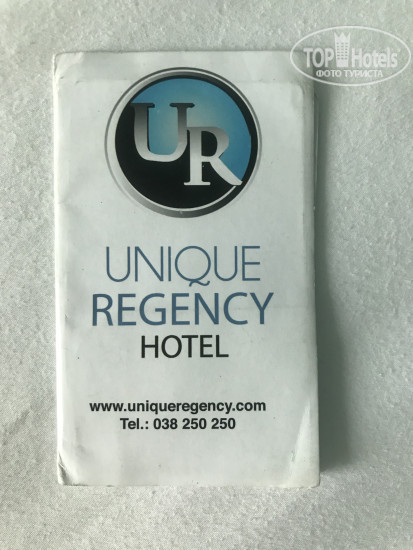 TOP Hotels
ФОТО ТУРИСТА
UR
UNIQUE
REGENCY
HOTEL
www.uniqueregency.com
Tel.: 038 250 250